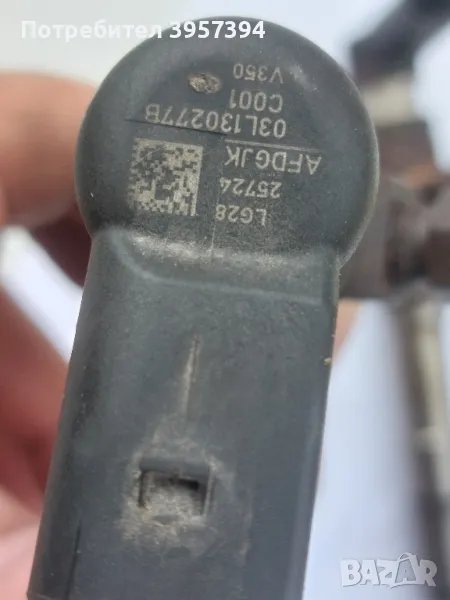 Потребител 3957394
V350
C001
03L130277B
AFDGJK
25724
LG28
BAZAR